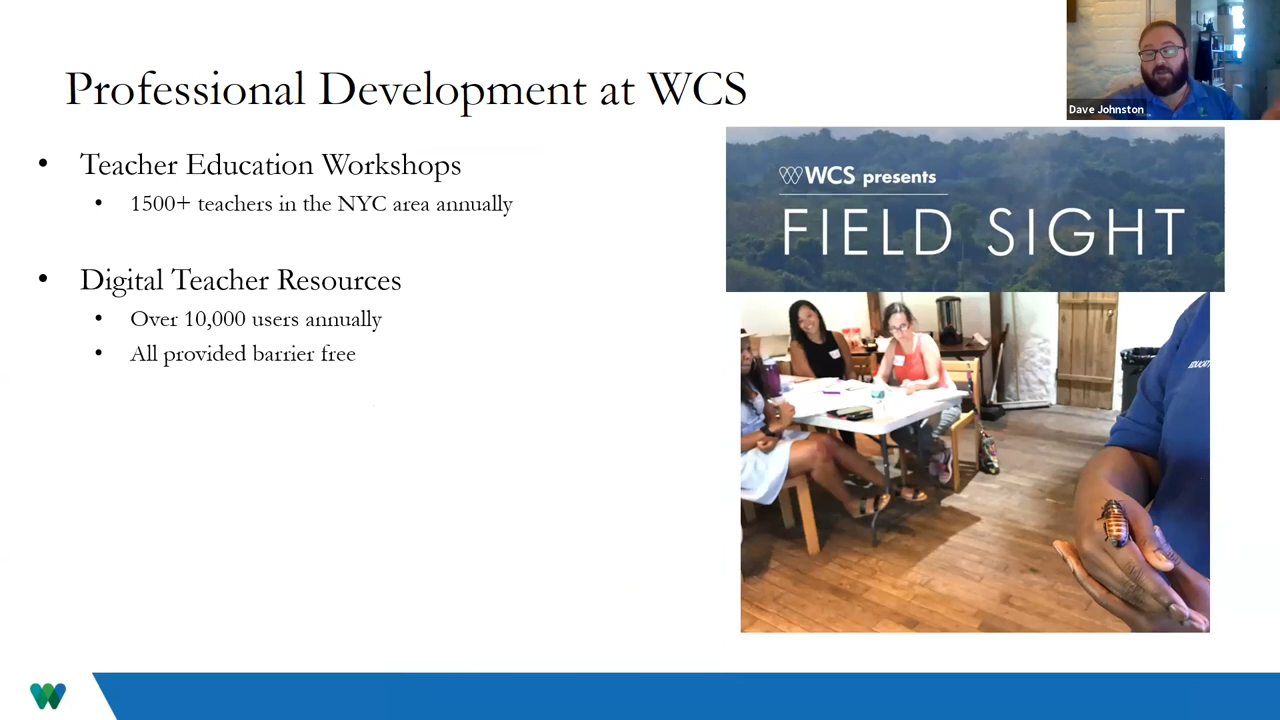 Professional Development at WCS
Dave Johnston
• Teacher Education Workshops
• 1500+ teachers in the NYC area annually
• Digital Teacher Resources
• Over 10,000 users annually
• All provided barrier free
WCS presents
FIELD SIGHT